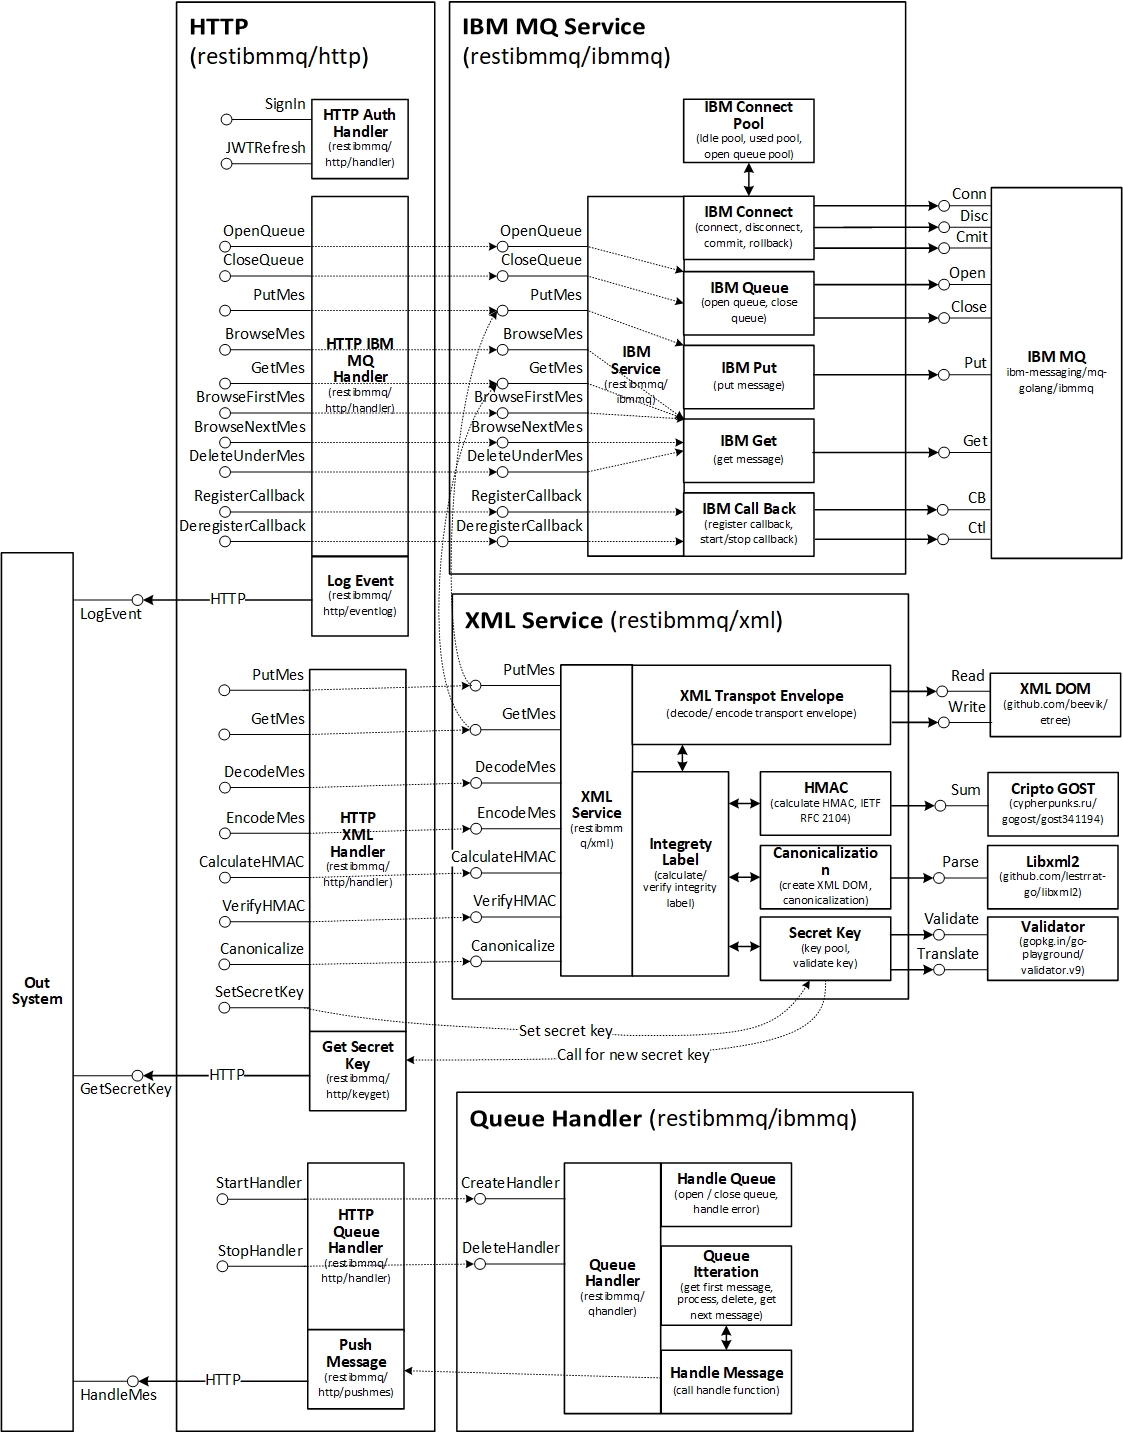 HTTP
(restibmmq/http)
SignIn
JWTRefresh
HTTP Auth
Handler
(restibmmq/
http/handler)
OpenQueue
CloseQueue
PutMes
BrowseMes
GetMes
BrowseFirstMes
BrowseNextMes
DeleteUnderMes
RegisterCallback
DeregisterCallback
HTTP IBM
MQ
Handler
(restibmmq/
http/handler)
Log Event
(restibmmq/
http/eventlog)
HTTP
LogEvent
IBM MQ Service
(restibmmq/ibmmq)
IBM Connect
Pool
(Idle pool, used pool,
open queue pool)
OpenQueue
CloseQueue
PutMes
BrowseMes
GetMes
BrowseFirstMes
BrowseNextMes
DeleteUnderMes
RegisterCallback
DeregisterCallback
IBM
Service
(restibmmq/
ibmmq)
IBM Connect
(connect, disconnect,
commit, rollback)
IBM Queue
(open queue, close
queue)
IBM Put
(put message)
IBM Get
(get message)
IBM Call Back
(register callback,
start/stop callback)
Conn
Disc
Cmit
Open
Close
Put
Get
CB
Ctl
IBM MQ
ibm-messaging/mq-
golang/ibmmq
Out
System
PutMes
GetMes
DecodeMes
EncodeMes
CalculateHMAC
VerifyHMAC
Canonicalize
SetSecretKey
HTTP
XML
Handler
(restibmmq/
http/handler)
Get Secret
Key
(restibmmq/
http/keyget)
HTTP
GetSecretKey
XML Service (restibmmq/xml)
PutMes
GetMes
DecodeMes
EncodeMes
CalculateHMAC
VerifyHMAC
Canonicalize
XML
Service
(restibmm
q/xml)
XML Transpot Envelope
(decode/ encode transport envelope)
Integrety
Label
(calculate/
verify integrity
label)
HMAC
(calculate HMAC, IETF
RFC 2104)
Canonicalizatio
n
(create XML DOM,
canonicalization)
Secret Key
(key pool,
validate key)
Set secret key
Call for new secret key
Read
Write
XML DOM
(github.com/beevik/
etree)
Sum
Cripto GOST
(cypherpunks.ru/
gogost/gost341194)
Parse
Libxml2
(github.com/lestrrat-
go/libxml2)
Validate
Translate
Validator
(gopkg.in/go-
playground/
validator.v9)
StartHandler
StopHandler
HTTP
Queue
Handler
(restibmmq/
http/handler)
Push
Message
(restibmmq/
http/pushmes)
HTTP
HandleMes
Queue Handler (restibmmq/ibmmq)
CreateHandler
DeleteHandler
Queue
Handler
(restibmmq/
qhandler)
Handle Queue
(open / close queue,
handle error)
Queue
Itteration
(get first message,
process, delete, get
next message)
Handle Message
(call handle function)